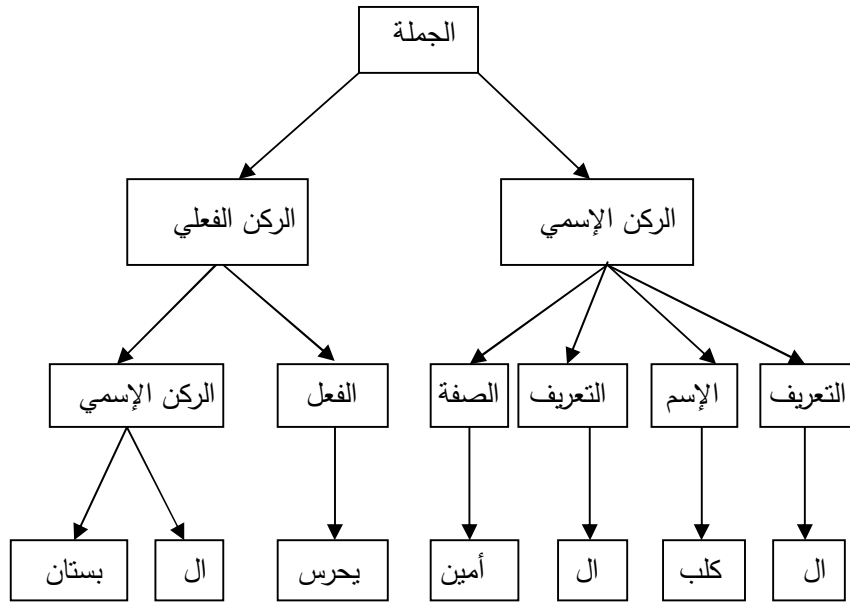 الجملة
الركن الإسمي
الركن الفعلي
التعريف
الإسم
التعريف
الصفة
الفعل
الركن الإسمي
ال
كلب
ال
أمين
يحرس
ال
بستان